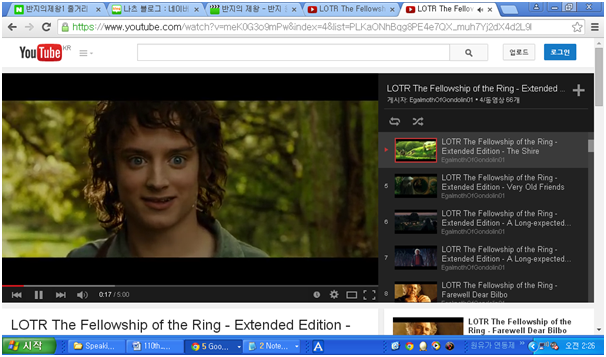 반지의제왕1 줄거리
나츠 블로그 : 네이버
반지의 제왕 - 반지
LOTR The Fellowsh
LOTR The Fellow
https://www.youtube.com/watch?v=meK0G3o9mPw&index=4&list=PLKaONhBqg8PE4e7QX...muh7Yj2dX4d2L9l
YouTube KR
업로드
로그인
LOTR The Fellowship of the Ring - Extended ...
게시자: EgalmothOfGondolin01 • 4/동영상 66개
LOTR The Fellowship of the Ring -
Extended Edition - The Shire
EgalmothOfGondolin01
5
LOTR The Fellowship of the Ring -
Extended Edition - Very Old Friends
EgalmothOfGondolin01
6
LOTR The Fellowship of the Ring -
Extended Edition - A Long-expected...
EgalmothOfGondolin01
7
LOTR The Fellowship of the Ring -
Extended Edition - A Long-expected...
EgalmothOfGondolin01
8
LOTR The Fellowship of the Ring -
Farewell Dear Bilbo
EgalmothOfGondolin01
0:17 / 5:00
LOTR The Fellowship of the Ring - Extended Edition -
LOTR The Fellowship of
the Ring - Extended
시작
Speaki...
110th...
5 Goo...
2 Note...
A
오전 2:26